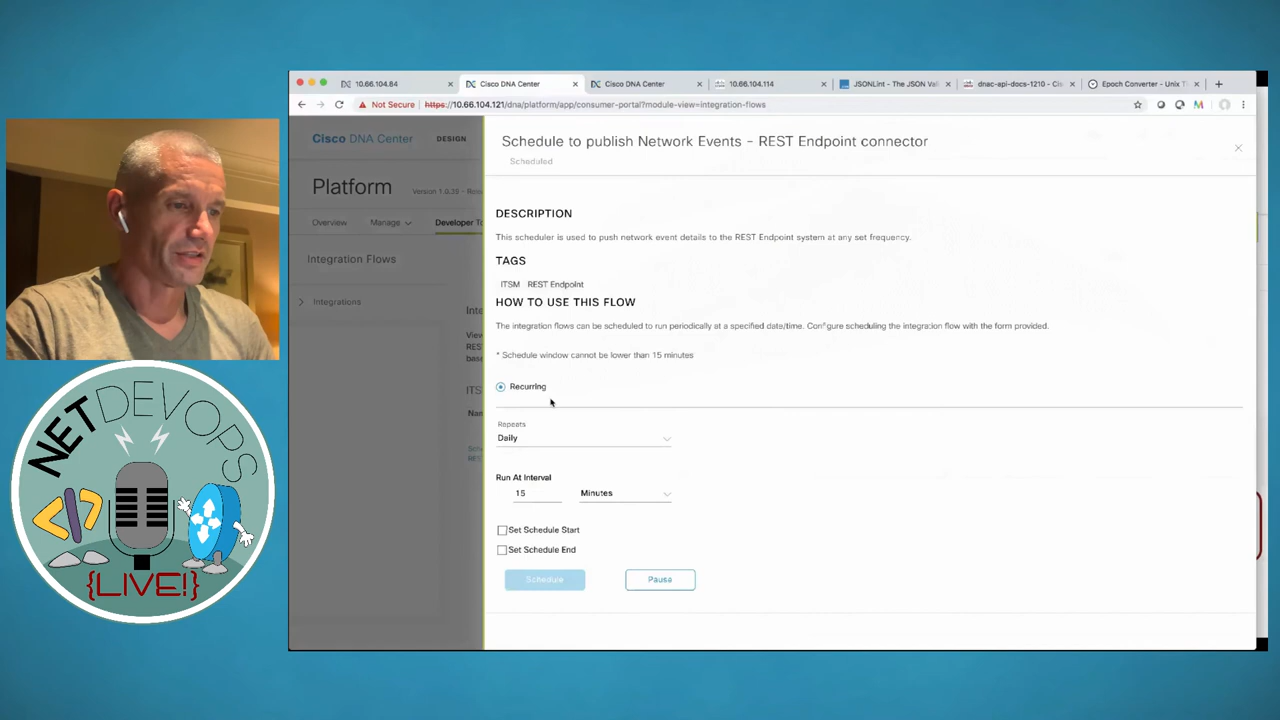 10.66.104.64
Cisco DNA Center
Cisco DNA Center
10.66.104.114
JSONLint - The JSON Val
dnac-api-docs-1210 - Cis
Epoch Converter - Unix T
Not Secure
https://10.66.104.121/dna/platform/app/consumer-portal?module-view=integration-flows
Cisco DNA Center
DESIGN
Platform
Overview
Manage
Developer To
Integration Flows
Integrations
Schedule to publish Network Events - REST Endpoint connector
Scheduled
DESCRIPTION
This scheduler is used to push network event details to the REST Endpoint system at any set frequency.
TAGS
ITSM REST Endpoint
HOW TO USE THIS FLOW
The integration flows can be scheduled to run periodically at a specified date/time. Configure scheduling the integration flow with the form provided.
* Schedule window cannot be lower than 15 minutes
Recurring
Repeats
Daily
Run At Interval
15 Minutes
Set Schedule Start
Set Schedule End
Schedule
Pause
NETDEVOPS
{LIVE!}